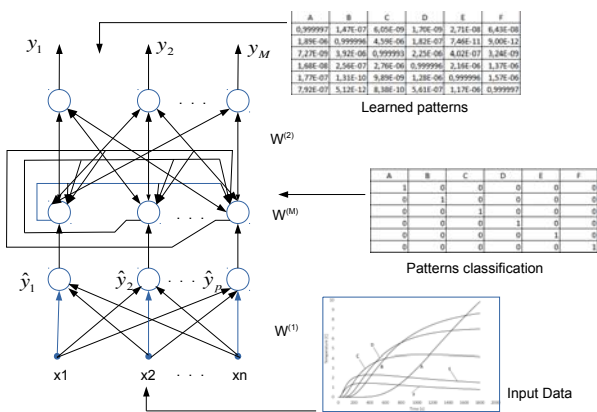 A B C D E F
0,999997 1,47E-07 6,05E-09 1,70E-09 2,71E-08 6,43E-08
1,89E-06 0,999996 4,59E-06 1,82E-07 7,46E-11 9,00E-12
7,27E-09 3,92E-06 0,999993 2,25E-06 4,02E-07 3,24E-09
1,68E-08 2,56E-07 2,76E-06 0,999996 2,16E-06 1,37E-06
1,77E-07 1,31E-10 9,89E-09 1,28E-06 0,999996 1,57E-06
7,92E-07 5,12E-12 8,38E-10 5,61E-07 1,17E-06 0,999997
Learned patterns
y1 y2 yM
. . .
W(2)
A B C D E F
1 0 0 0 0 0
0 1 0 0 0 0
0 0 1 0 0 0
0 0 0 1 0 0
0 0 0 0 1 0
0 0 0 0 0 1
Patterns classification
W(M)
. . .
ŷ1 ŷ2 . . . ŷp
W(1)
x1 x2 . . . xn
Time
Input Data